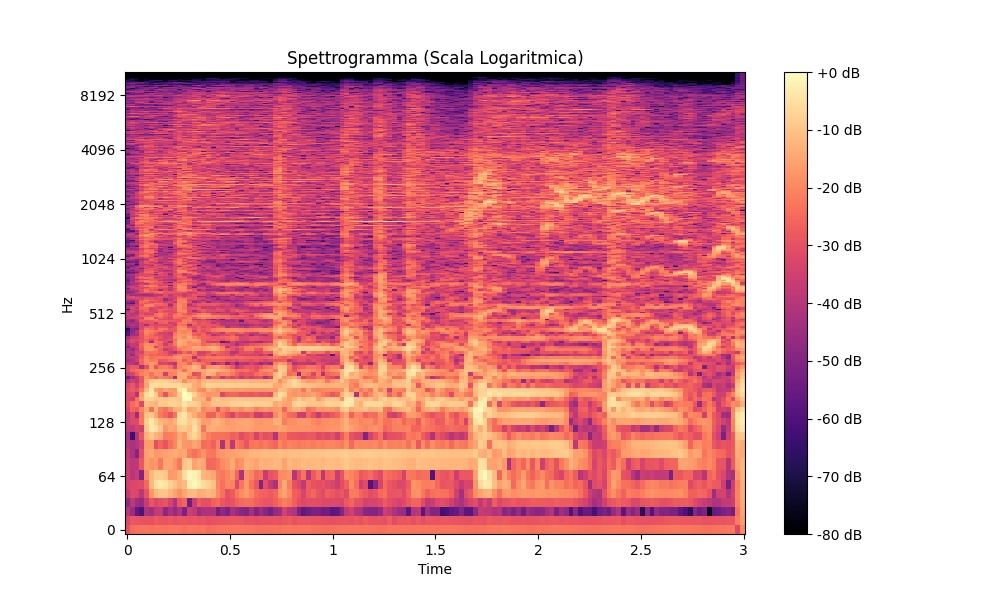 Spettrogramma (Scala Logaritmica)
Hz
8192
4096
2048
1024
512
256
128
64
0
0 0.5 1 1.5 2 2.5 3
Time
+0 dB
-10 dB
-20 dB
-30 dB
-40 dB
-50 dB
-60 dB
-70 dB
-80 dB